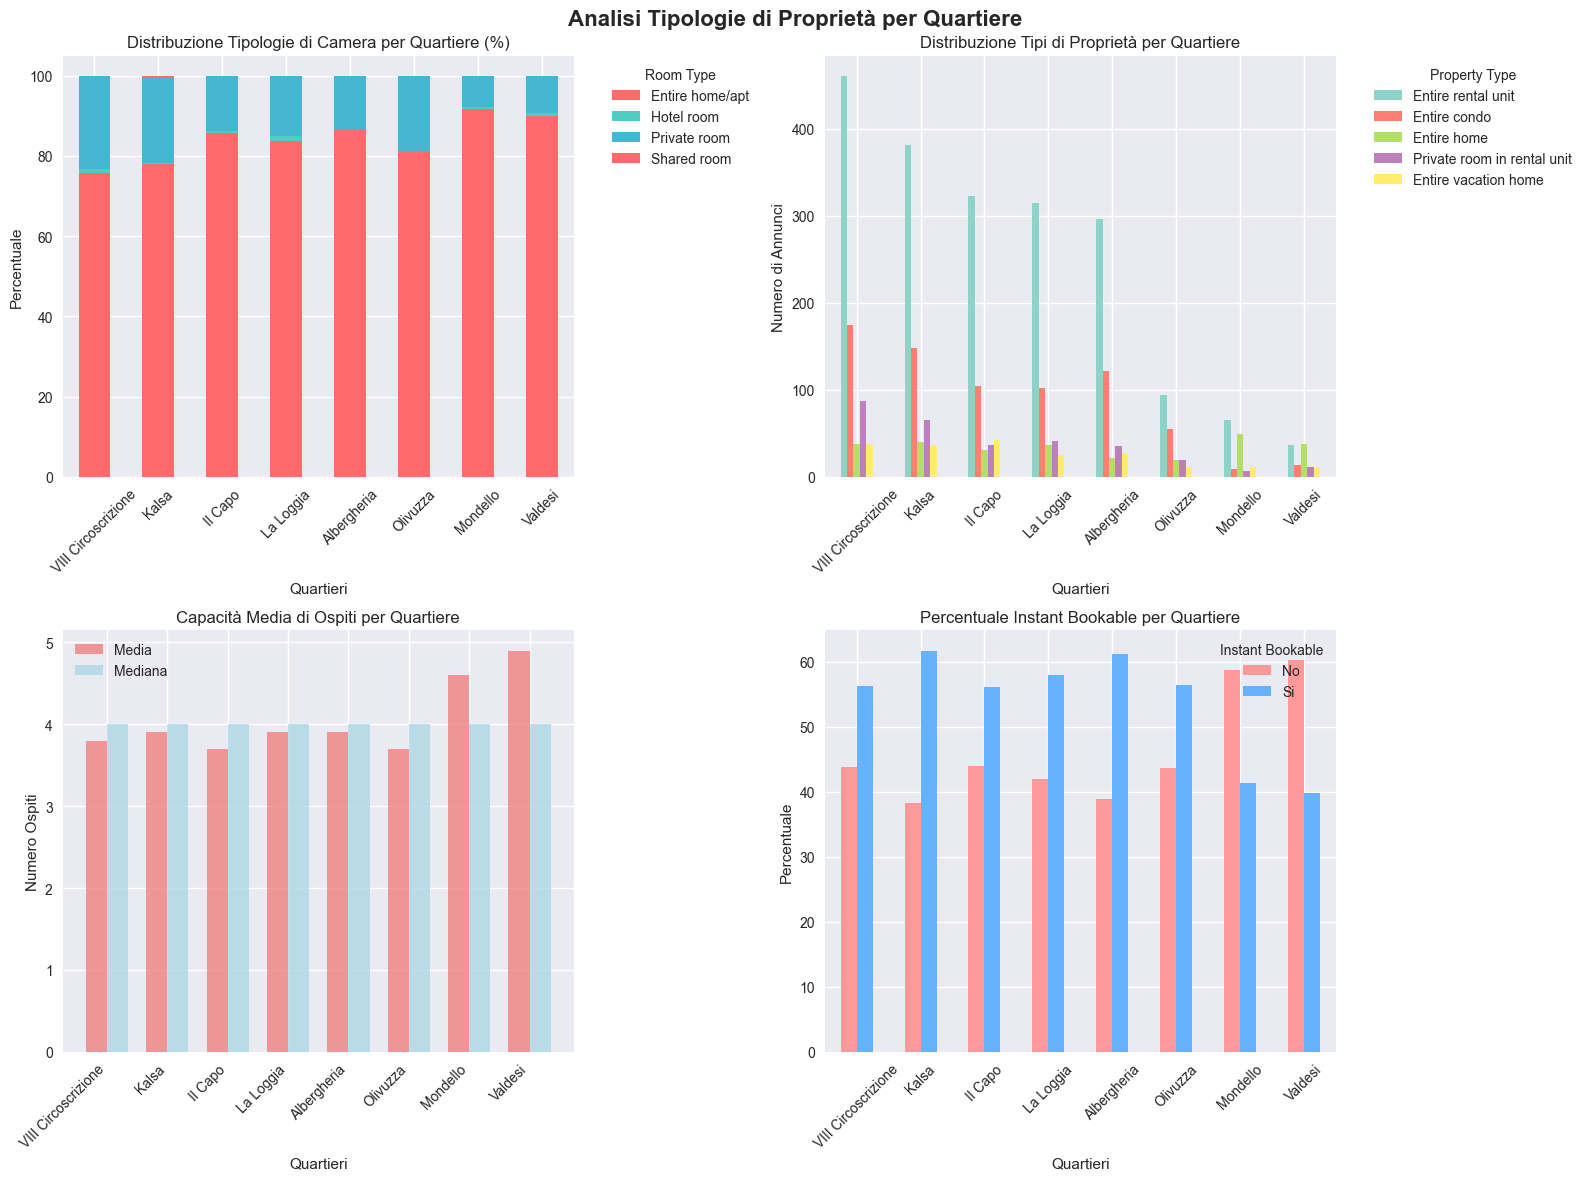 Analisi Tipologie di Proprietà per Quartiere
Distribuzione Tipologie di Camera per Quartiere (%)
Percentuale
100
80
60
40
20
0
VIII Circoscrizione
Kalsa
Il Capo
La Loggia
Albergheria
Olivuzza
Mondello
Valdesi
Quartieri
Room Type
Entire home/apt
Hotel room
Private room
Shared room
Distribuzione Tipi di Proprietà per Quartiere
Numero di Annunci
400
300
200
100
0
VIII Circoscrizione
Kalsa
Il Capo
La Loggia
Albergheria
Olivuzza
Mondello
Valdesi
Quartieri
Property Type
Entire rental unit
Entire condo
Entire home
Private room in rental unit
Entire vacation home
Capacità Media di Ospiti per Quartiere
Media
Mediana
Numero Ospiti
5
4
3
2
1
0
VIII Circoscrizione
Kalsa
Il Capo
La Loggia
Albergheria
Olivuzza
Mondello
Valdesi
Quartieri
Percentuale Instant Bookable per Quartiere
Instant Bookable
No
Si
Percentuale
60
50
40
30
20
10
0
VIII Circoscrizione
Kalsa
Il Capo
La Loggia
Albergheria
Olivuzza
Mondello
Valdesi
Quartieri